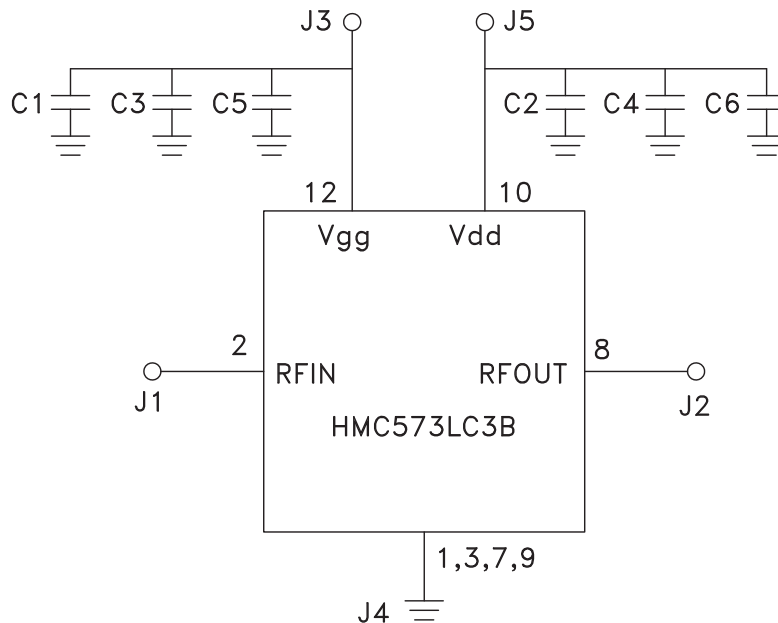 J3 J5
C1 C3 C5 C2 C4 C6
12 10
Vgg Vdd
2 8
RFIN RFOUT
J1 J2
HMC573LC3B
1,3,7,9
J4